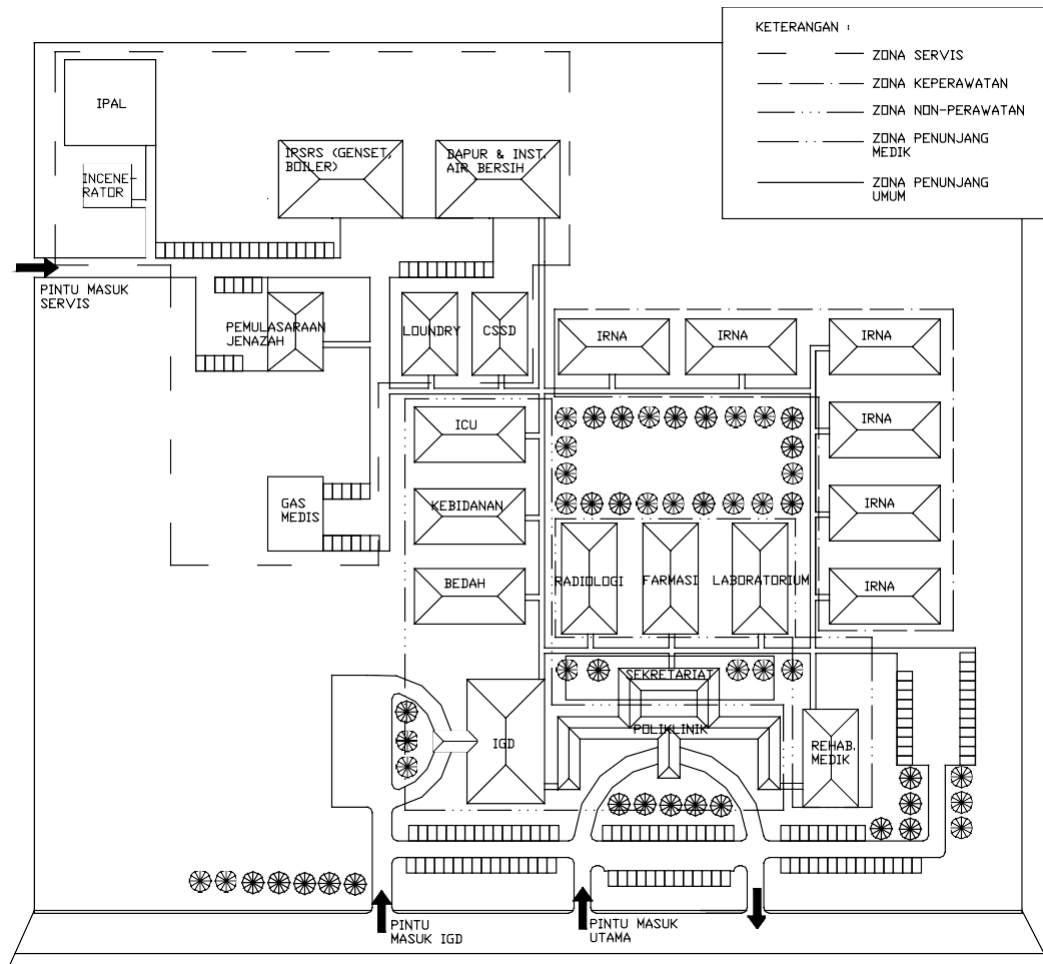 KETERANGAN :
ZONA SERVIS
ZONA KEPERAWATAN
ZONA NON-PERAWATAN
ZONA PENUNJANG
MEDIK
ZONA PENUNJANG
UMUM
IPAL
INCENE-
RATOR
IPSRS (GENSET,
BOILER)
DAPUR & INST.
AIR BERSIH
PINTU MASUK
SERVIS
PEMULASARAAN
JENAZAH
LOUNDRY
CSSD
IRNA
IRNA
IRNA
ICU
IRNA
GAS
MEDIS
KEBIDANAN
IRNA
BEDAH
RADIOLOGI
FARMASI
LABORATORIUM
IRNA
SEKRETARIAT
IGD
POLIKLINIK
REHAB.
MEDIK
PINTU
MASUK IGD
PINTU MASUK
UTAMA